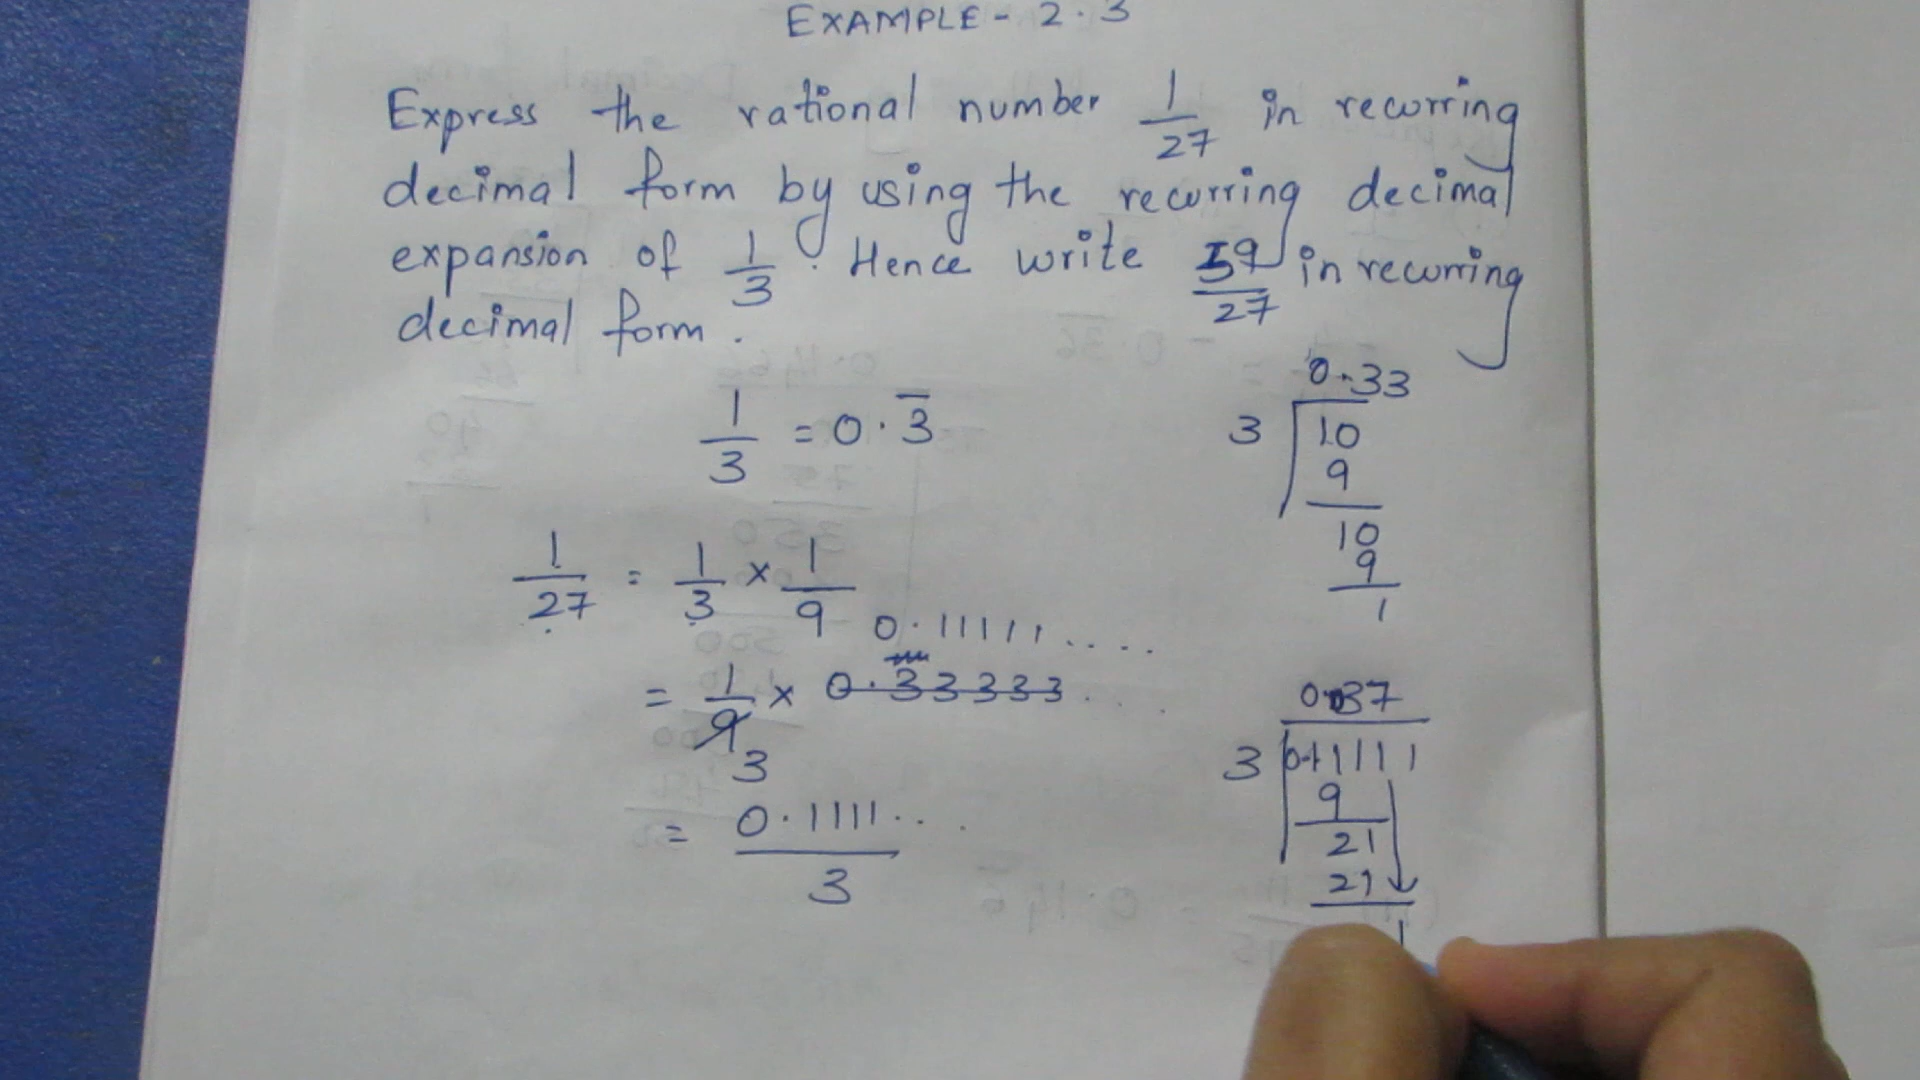 EXAMPLE - 2.3
Express the rational number 1/27 in recurring
decimal form by using the recurring decimal
expansion of 1/3. Hence write 59/27 in recurring
decimal form.
1/3 = 0.3̅
0.33
3
10
9
10
9
1
1/27 = 1/3 × 1/9
0.11111....
= 1/9 × 0.33333...
3
= 0.1111... / 3
0.037
3
0.11111
9
21
21
1